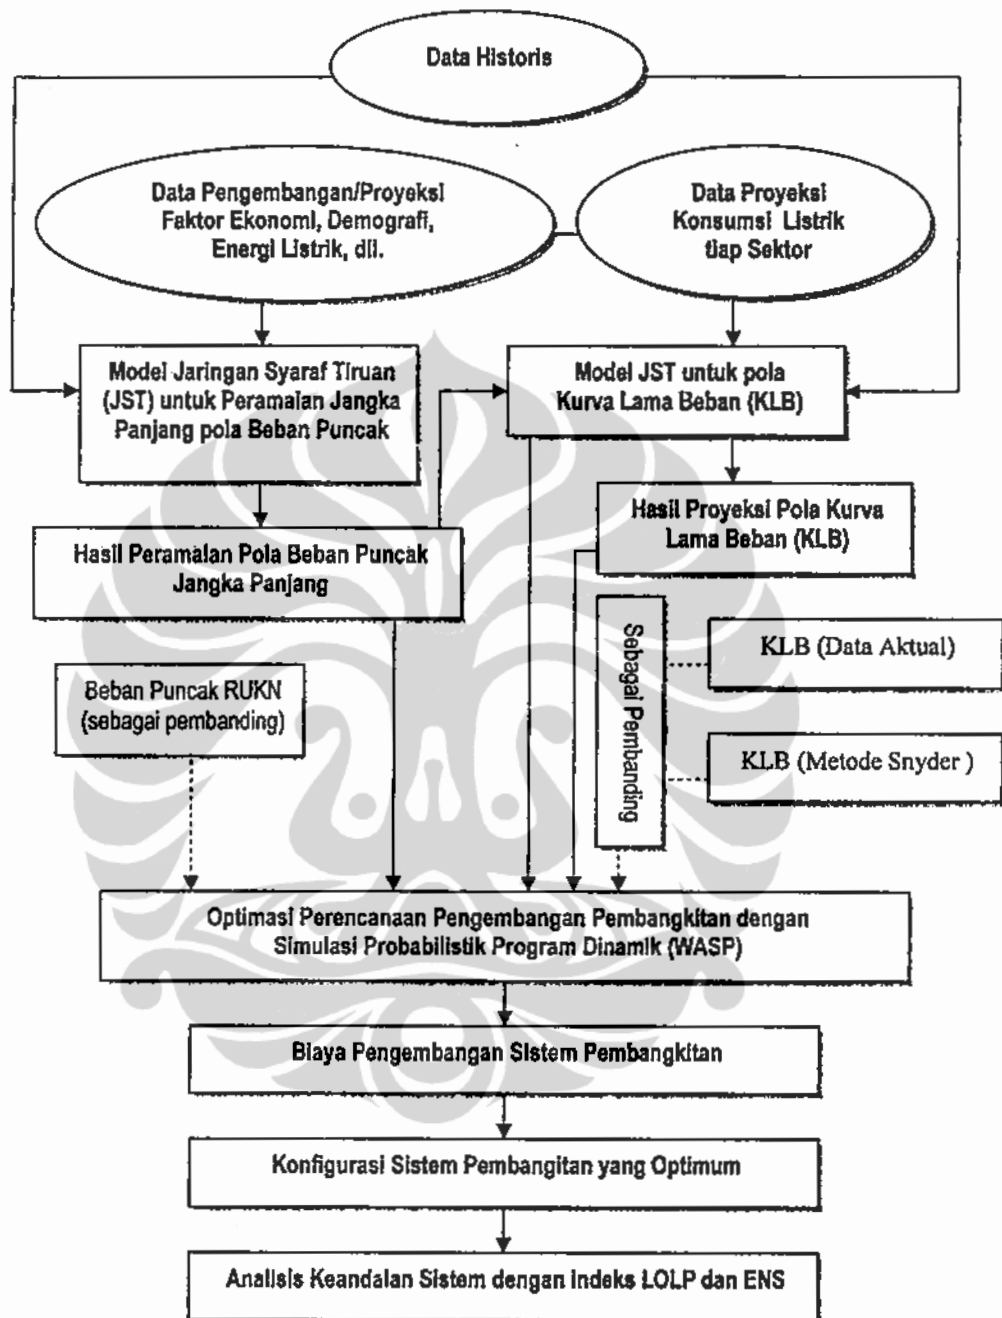 Data Historis
Data Pengembangan/Proyeksi
Faktor Ekonomi, Demografi,
Energi Listrik, dll.
Data Proyeksi
Konsumsi Listrik
tiap Sektor
Model Jaringan Syaraf Tiruan
(JST) untuk Peramalan Jangka
Panjang pola Beban Puncak
Model JST untuk pola
Kurva Lama Beban (KLB)
Hasil Proyeksi Pola Kurva
Lama Beban (KLB)
Hasil Peramalan Pola Beban Puncak
Jangka Panjang
Sebagai Pembanding
KLB (Data Aktual)
Beban Puncak RUKN
(sebagai pembanding)
KLB (Metode Snyder )
Optimasi Perencanaan Pengembangan Pembangkitan dengan
Simulasi Probabilistik Program Dinamik (WASP)
Biaya Pengembangan Sistem Pembangkitan
Konfigurasi Sistem Pembangitan yang Optimum
Analisis Keandalan Sistem dengan indeks LOLP dan ENS